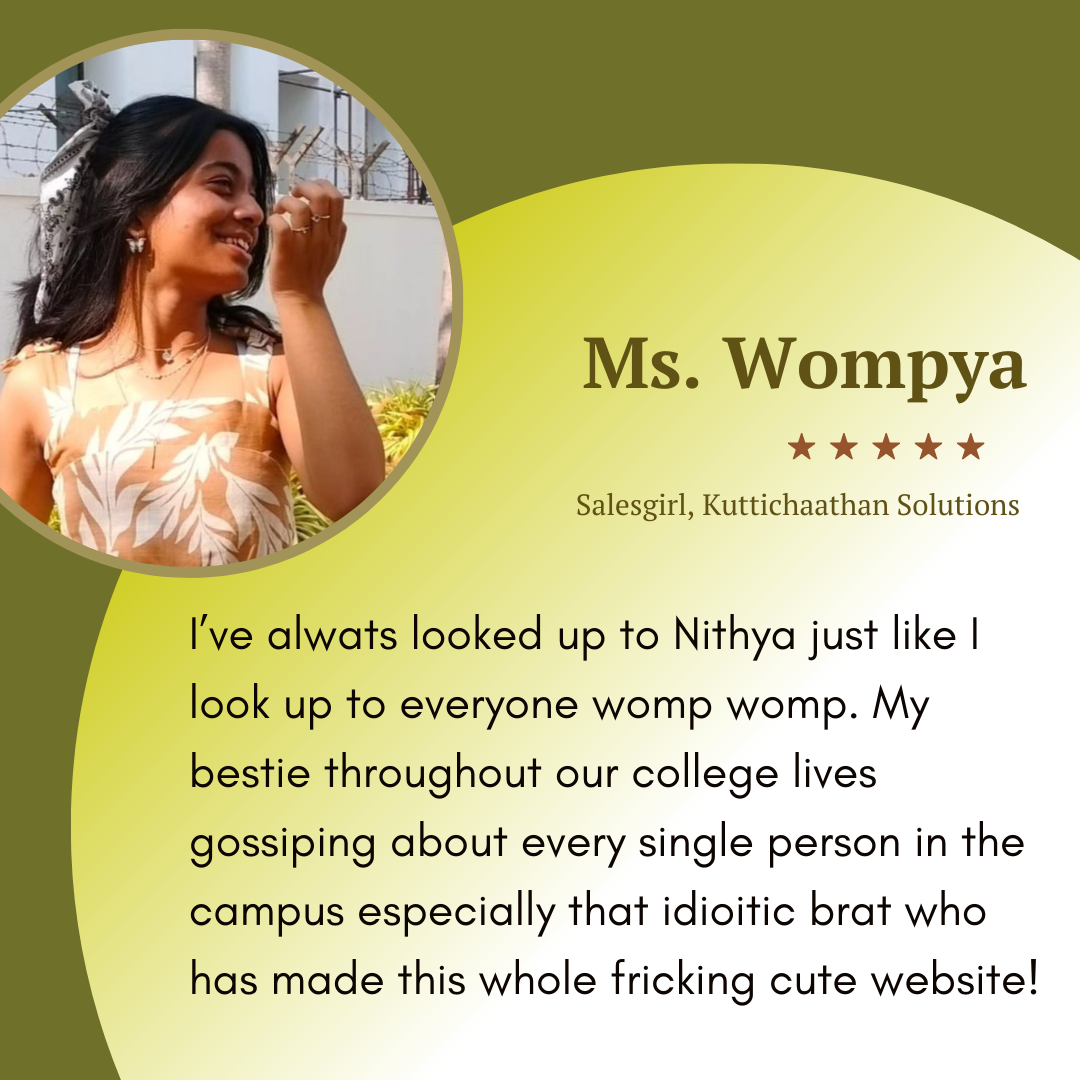 Ms. Wompya
★ ★ ★ ★ ★
Salesgirl, Kuttichaathan Solutions
I’ve alwats looked up to Nithya just like I
look up to everyone womp womp. My
bestie throughout our college lives
gossiping about every single person in the
campus especially that idioitic brat who
has made this whole fricking cute website!